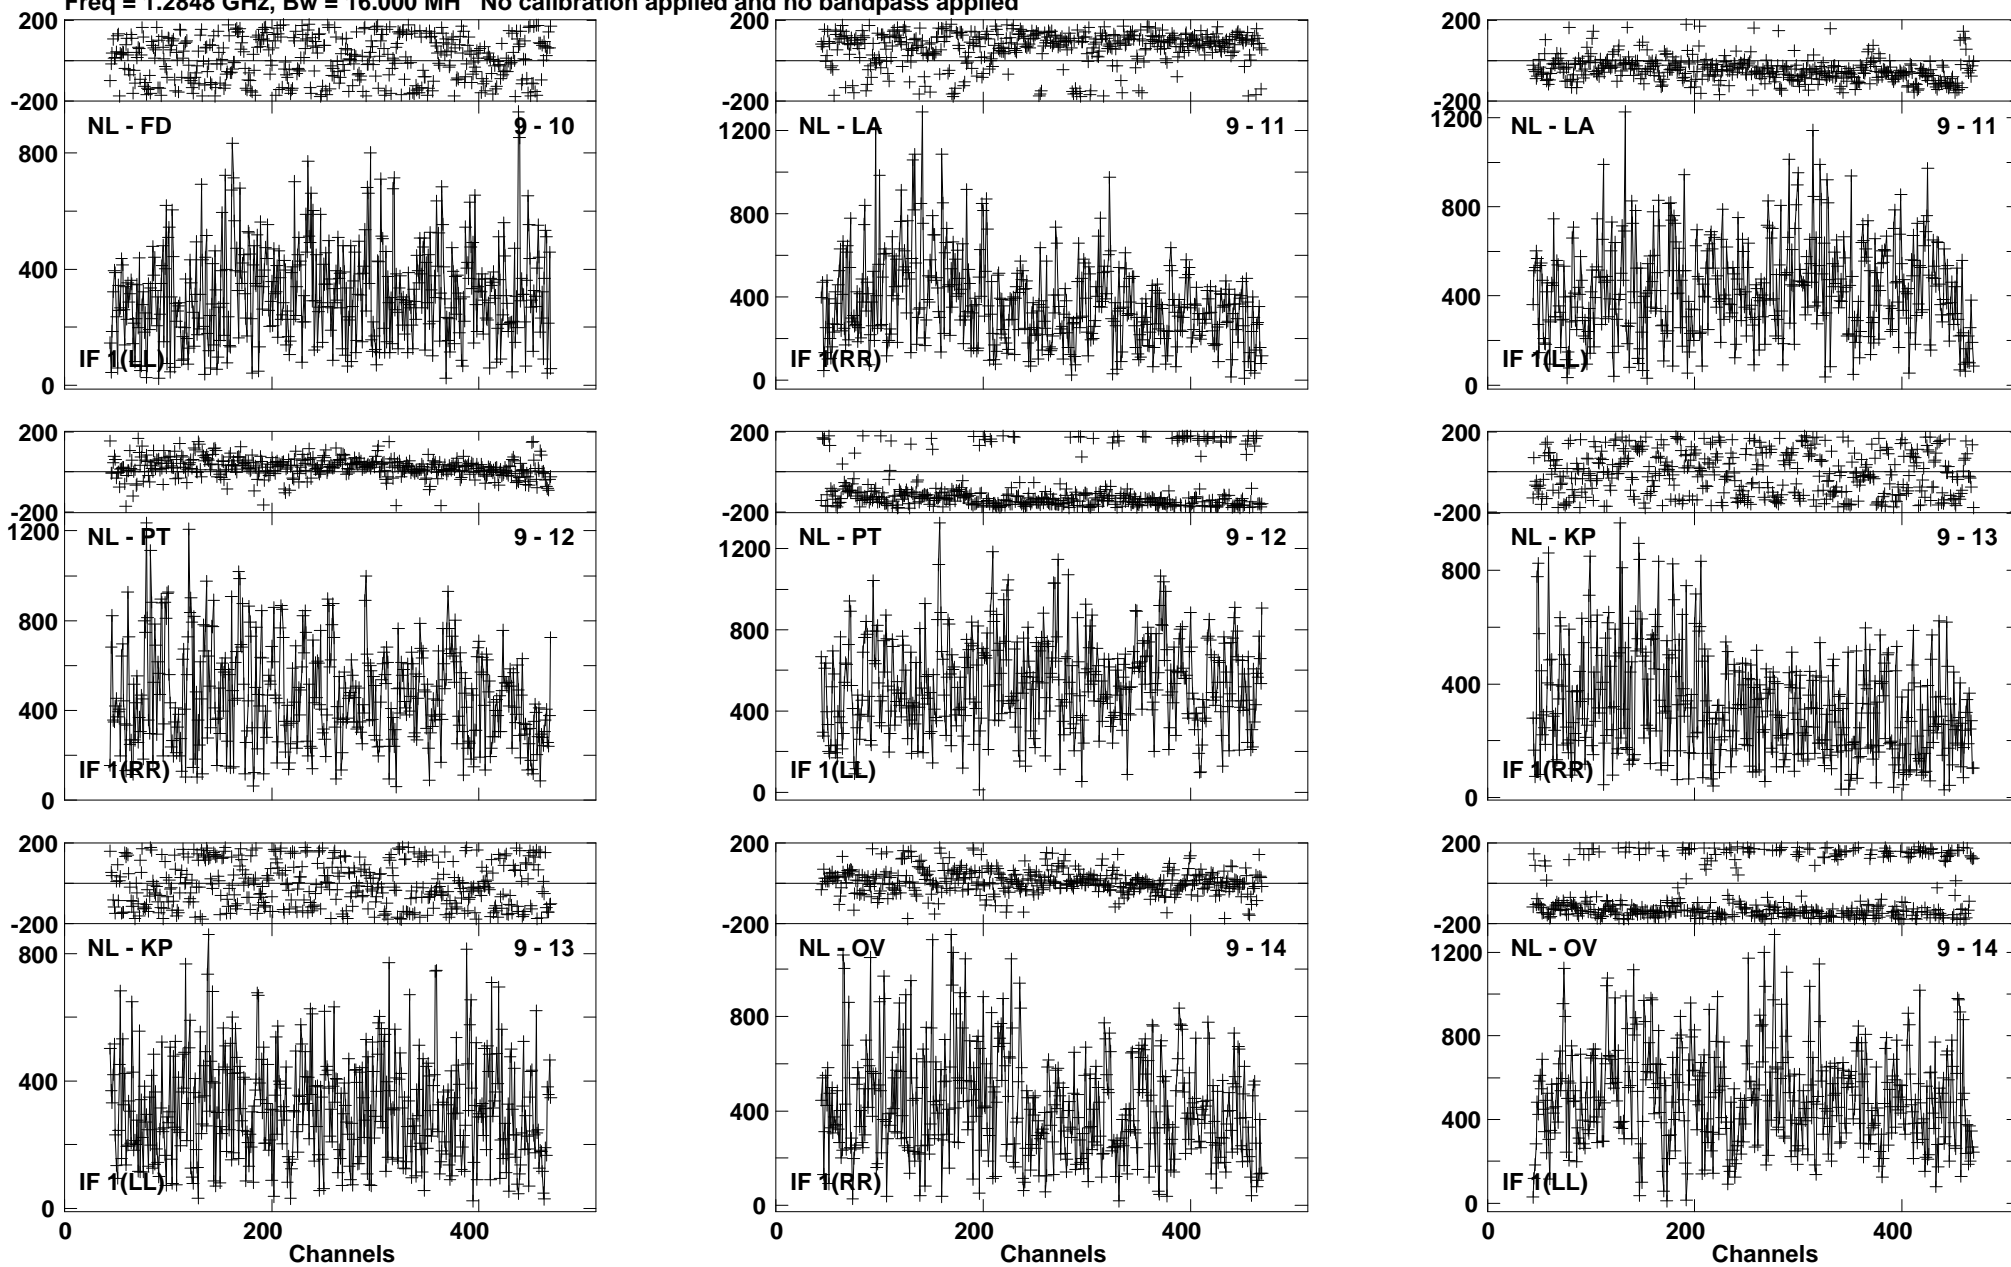 Freq = 1.2848 GHz, Bw = 16.000 MH No calibration applied and no bandpass applied
200
-200
NL - FD 9 - 10
800
400
IF 1(LL)
0
200
-200
NL - LA 9 - 11
1200
800
400
IF 1(RR)
0
200
-200
1200
NL - LA 9 - 11
800
400
IF 1(LL)
0
200
-200
1200
NL - PT 9 - 12
800
400
IF 1(RR)
0
200
-200
NL - PT 9 - 12
1200
800
400
IF 1(LL)
0
200
-200
NL - KP 9 - 13
800
400
IF 1(RR)
0
200
-200
NL - KP 9 - 13
800
400
IF 1(LL)
0
0 200 400
Channels
200
-200
NL - OV 9 - 14
800
400
IF 1(RR)
0
0 200 400
Channels
200
-200
NL - OV 9 - 14
1200
800
400
IF 1(LL)
0
0 200 400
Channels